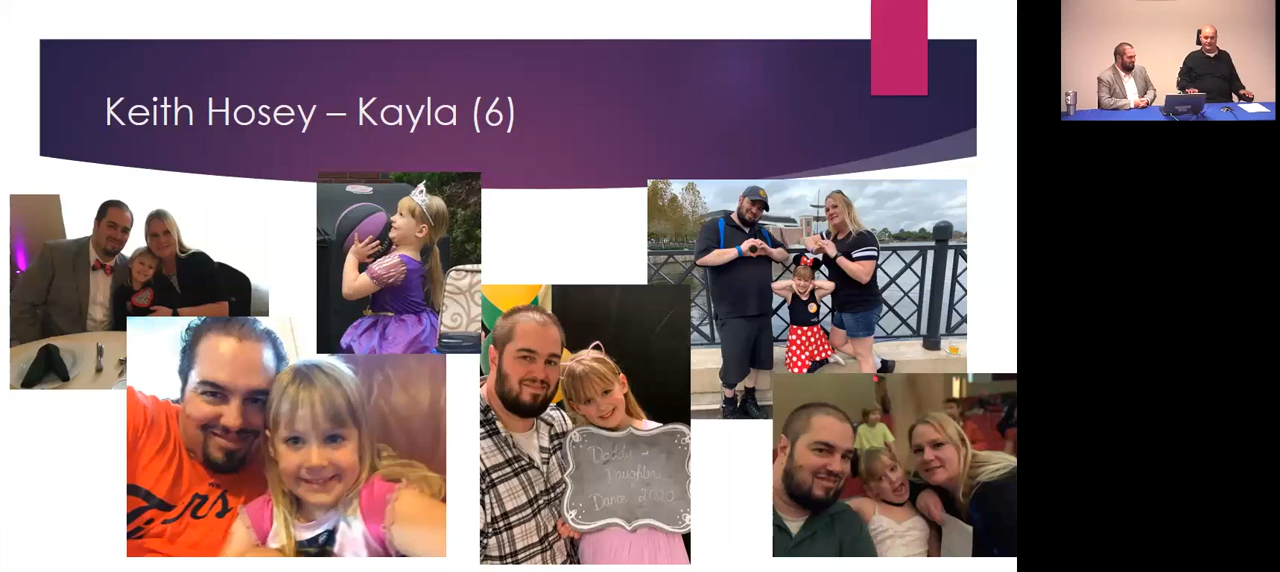 Keith Hosey – Kayla (6)
Daddy ~
Daughter
Dance 2020